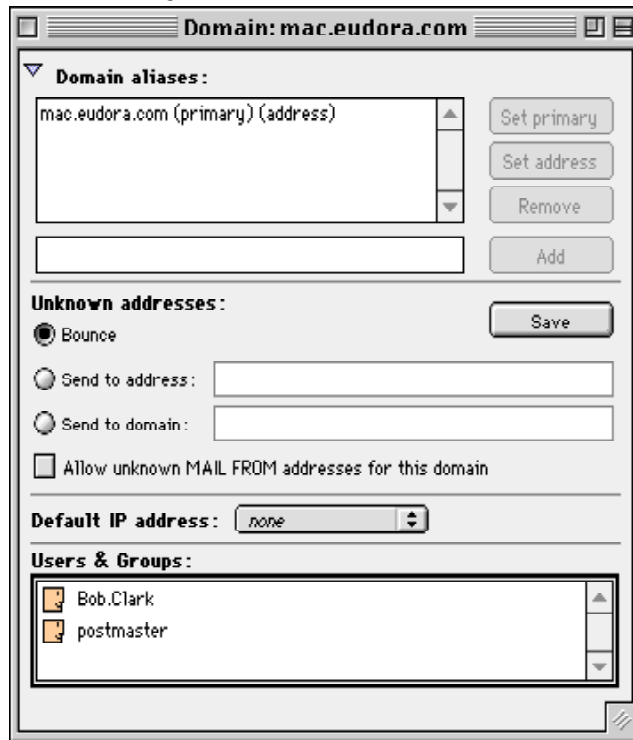 Domain: mac.eudora.com
Domain aliases:
mac.eudora.com (primary) (address)
Set primary
Set address
Remove
Add
Unknown addresses:
Save
Bounce
Send to address:
Send to domain:
Allow unknown MAIL FROM addresses for this domain
Default IP address: none
Users & Groups:
Bob.Clark
postmaster